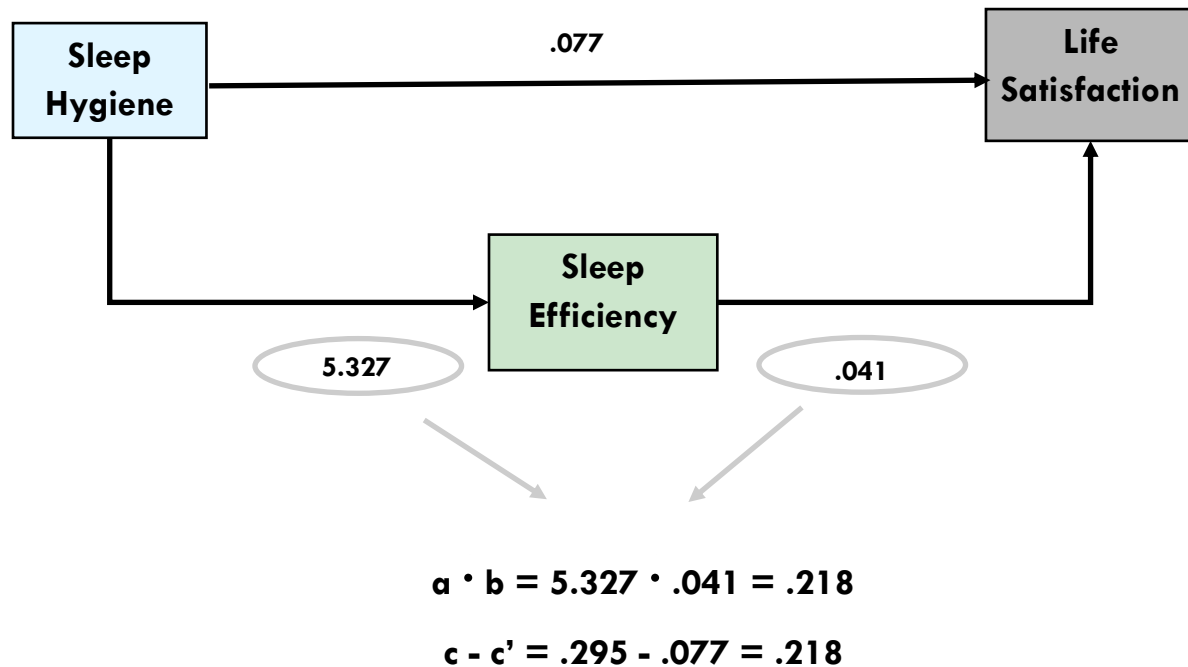 .077
Sleep
Hygiene
Life
Satisfaction
Sleep
Efficiency
5.327
.041
a · b = 5.327 · .041 = .218
c - c’ = .295 - .077 = .218